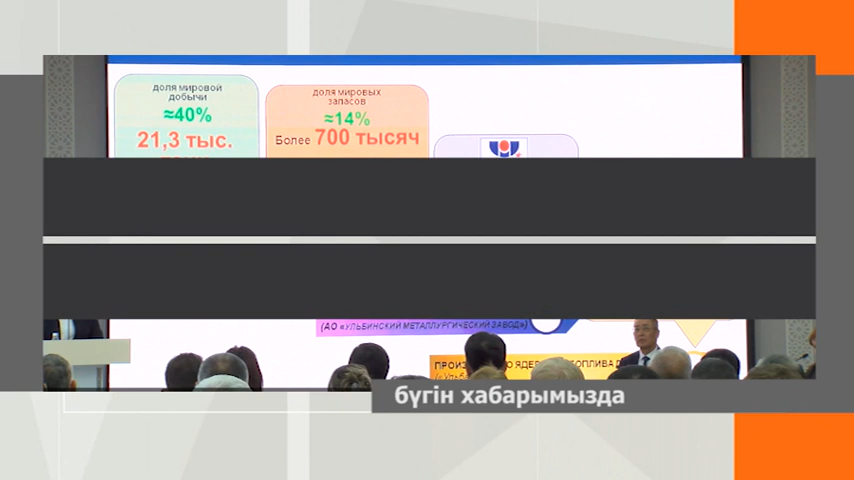 доля мировой
добычи
≈40%
21,3 тыс.
доля мировых
запасов
≈14%
Более 700 тысяч
(АО «УЛЬБИНСКИЙ МЕТАЛЛУРГИЧЕСКИЙ ЗАВОД»)
бүгін хабарымызда